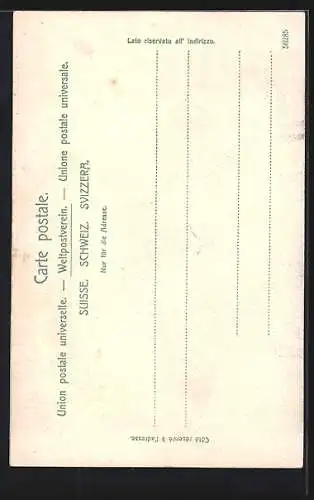 Carte postale.
Union postale universelle. — Weltpostverein. — Unione postale universale.
SUISSE. SCHWEIZ. SVIZZERA.
Nur für die Adresse.
Côté réservé à l'adresse.
Lato riservato all' indirizzo.
50285